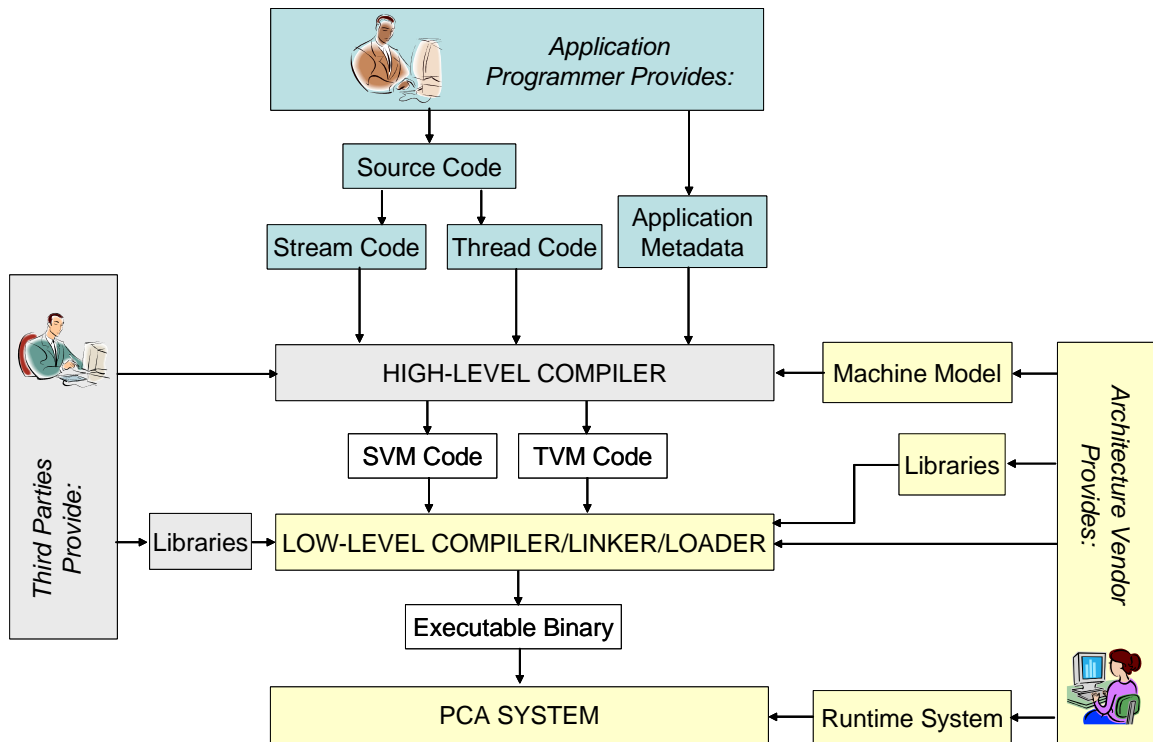 Application
Programmer Provides:
Source Code
Stream Code
Thread Code
Application
Metadata
Third Parties
Provide:
HIGH-LEVEL COMPILER
Machine Model
Architecture Vendor
Provides:
SVM Code
TVM Code
Libraries
Libraries
LOW-LEVEL COMPILER/LINKER/LOADER
Executable Binary
PCA SYSTEM
Runtime System